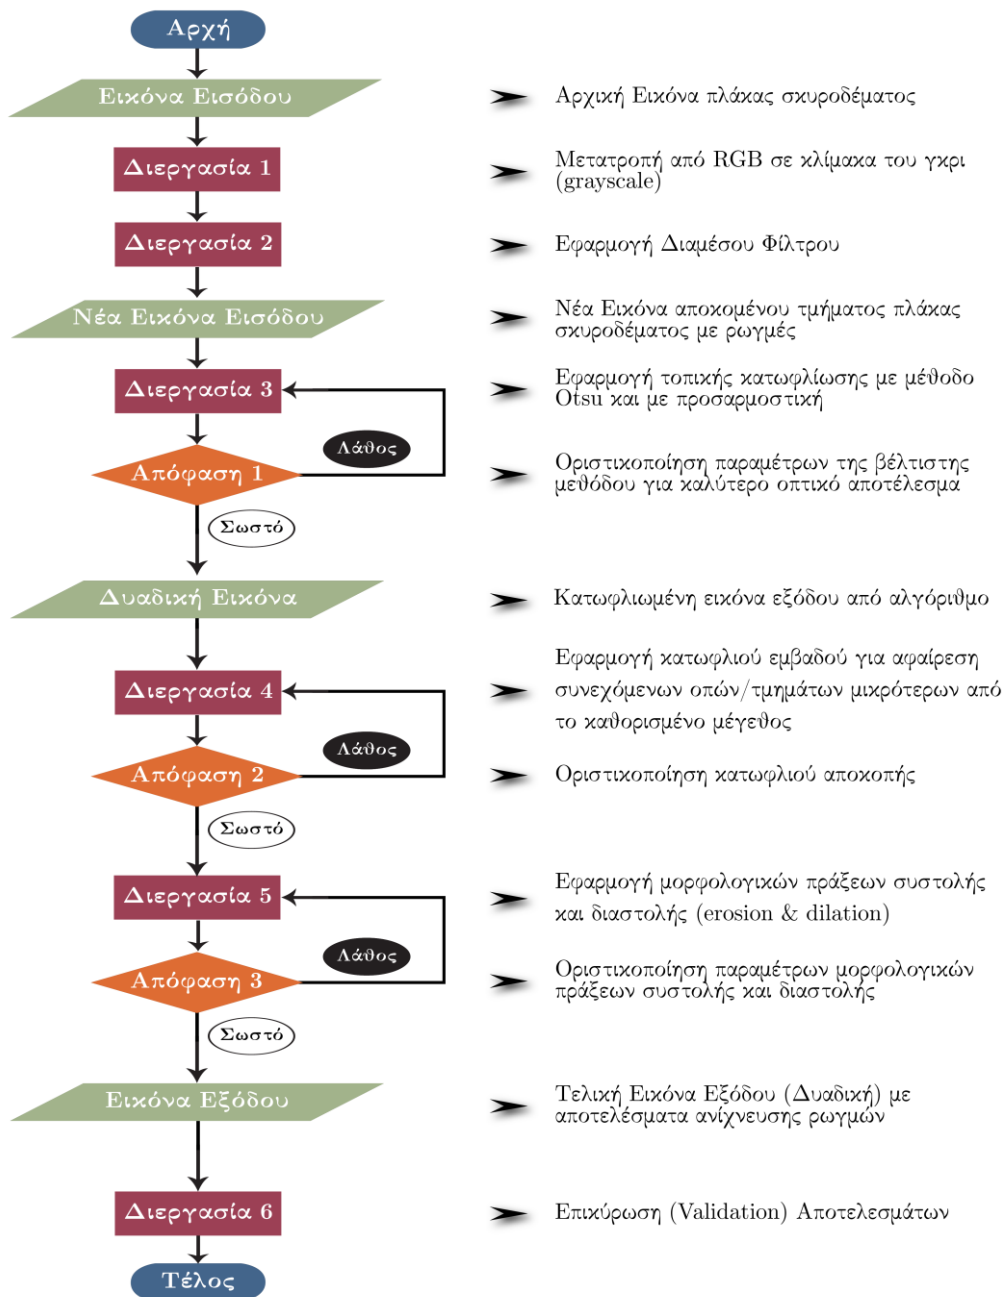 Αρχή
Εικόνα Εισόδου
Αρχική Εικόνα πλάκας σκυροδέματος
Διεργασία 1
Μετατροπή από RGB σε κλίμακα του γκρι
(grayscale)
Διεργασία 2
Εφαρμογή Διαμέσου Φίλτρου
Νέα Εικόνα Εισόδου
Νέα Εικόνα αποκομένου τμήματος πλάκας
σκυροδέματος με ρωγμές
Διεργασία 3
Εφαρμογή τοπικής κατωφλίωσης με μέθοδο
Otsu και με προσαρμοστική
Λάθος
Απόφαση 1
Οριστικοποίηση παραμέτρων της βέλτιστης
μεθόδου για καλύτερο οπτικό αποτέλεσμα
Σωστό
Δυαδική Εικόνα
Κατωφλιωμένη εικόνα εξόδου από αλγόριθμο
Διεργασία 4
Εφαρμογή κατωφλιού εμβαδού για αφαίρεση
συνεχόμενων οπών/τμημάτων μικρότερων από
το καθορισμένο μέγεθος
Λάθος
Απόφαση 2
Οριστικοποίηση κατωφλιού αποκοπής
Σωστό
Διεργασία 5
Εφαρμογή μορφολογικών πράξεων συστολής
και διαστολής (erosion & dilation)
Λάθος
Απόφαση 3
Οριστικοποίηση παραμέτρων μορφολογικών
πράξεων συστολής και διαστολής
Σωστό
Εικόνα Εξόδου
Τελική Εικόνα Εξόδου (Δυαδική) με
αποτελέσματα ανίχνευσης ρωγμών
Διεργασία 6
Επικύρωση (Validation) Αποτελεσμάτων
Τέλος